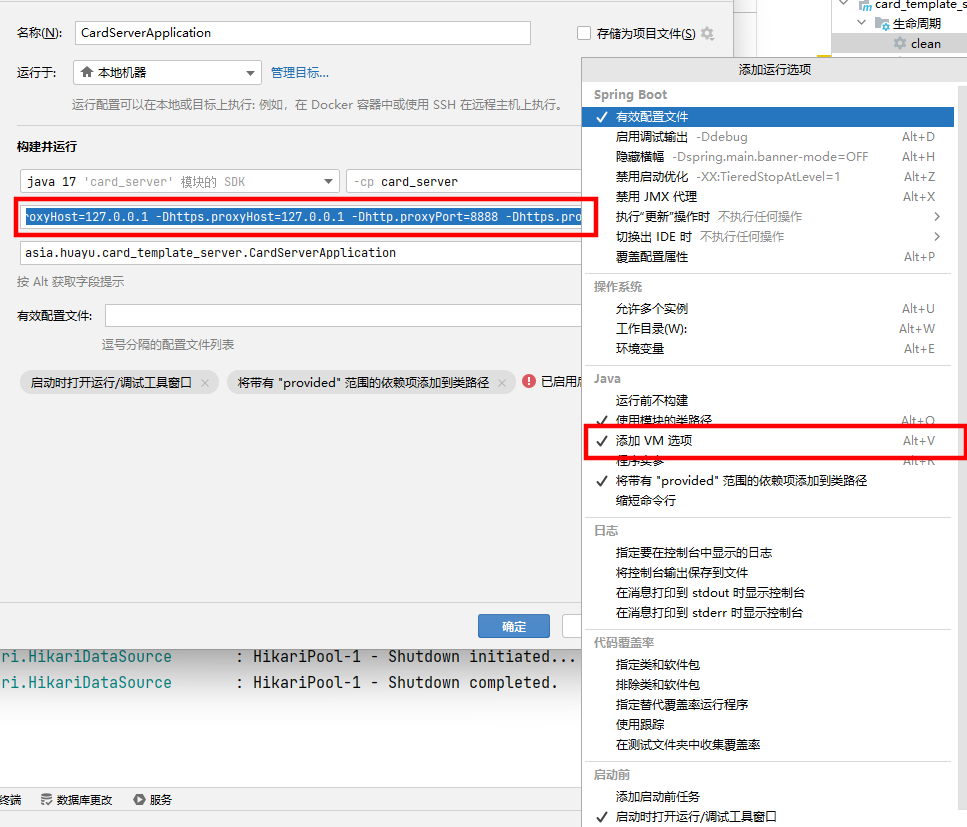 card_template_s
生命周期
clean
名称(N):
CardServerApplication
存储为项目文件(S)
运行于:
本地机器
管理目标...
运行配置可以在本地或目标上执行: 例如，在 Docker 容器中或使用 SSH 在远程主机上执行。
构建并运行
java 17 'card_server' 模块的 SDK
-cp card_server
roxyHost=127.0.0.1 -Dhttps.proxyHost=127.0.0.1 -Dhttp.proxyPort=8888 -Dhttps.pro
asia.huayu.card_template_server.CardServerApplication
按 Alt 获取字段提示
有效配置文件:
逗号分隔的配置文件列表
启动时打开运行/调试工具窗口 ×
将带有 "provided" 范围的依赖项添加到类路径 ×
已启用
确定
ri.HikariDataSource : HikariPool-1 - Shutdown initiated...
ri.HikariDataSource : HikariPool-1 - Shutdown completed.
终端
数据库更改
服务
添加运行选项
Spring Boot
有效配置文件
启用调试输出 -Ddebug Alt+D
隐藏横幅 -Dspring.main.banner-mode=OFF Alt+H
禁用启动优化 -XX:TieredStopAtLevel=1 Alt+Z
禁用 JMX 代理 Alt+X
执行"更新"操作时 不执行任何操作
切换出 IDE 时 不执行任何操作
覆盖配置属性 Alt+P
操作系统
允许多个实例 Alt+U
工作目录(W): Alt+W
环境变量 Alt+E
Java
运行前不构建
使用模块的类路径 Alt+O
添加 VM 选项 Alt+V
程序实参 Alt+R
将带有 "provided" 范围的依赖项添加到类路径
缩短命令行
日志
指定要在控制台中显示的日志
将控制台输出保存到文件
在消息打印到 stdout 时显示控制台
在消息打印到 stderr 时显示控制台
代码覆盖率
指定类和软件包
排除类和软件包
指定替代覆盖率运行程序
使用跟踪
在测试文件夹中收集覆盖率
启动前
添加启动前任务
启动时打开运行/调试工具窗口